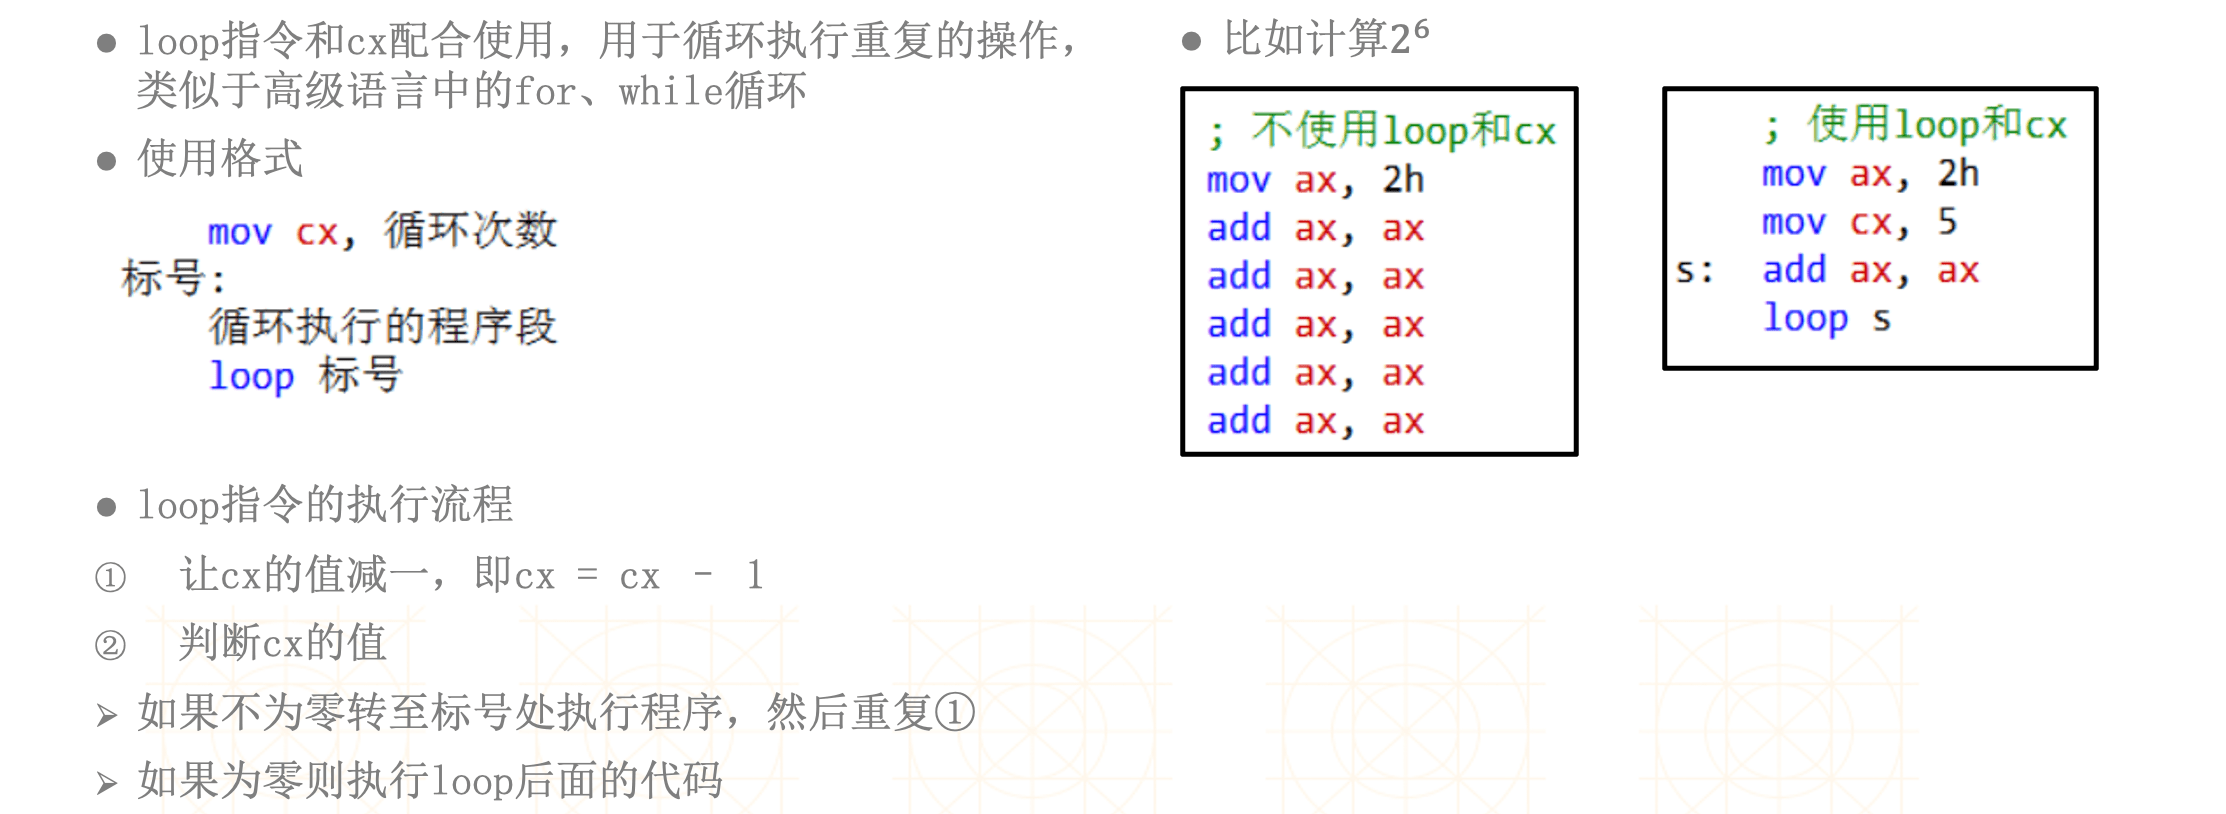 ● loop指令和cx配合使用，用于循环执行重复的操作，
类似于高级语言中的for、while循环
● 使用格式
mov cx, 循环次数
标号:
循环执行的程序段
loop 标号
● loop指令的执行流程
① 让cx的值减一，即cx = cx – 1
② 判断cx的值
➢ 如果不为零转至标号处执行程序，然后重复①
➢ 如果为零则执行loop后面的代码
● 比如计算2⁶
; 不使用loop和cx
mov ax, 2h
add ax, ax
add ax, ax
add ax, ax
add ax, ax
add ax, ax
; 使用loop和cx
mov ax, 2h
mov cx, 5
s: add ax, ax
loop s